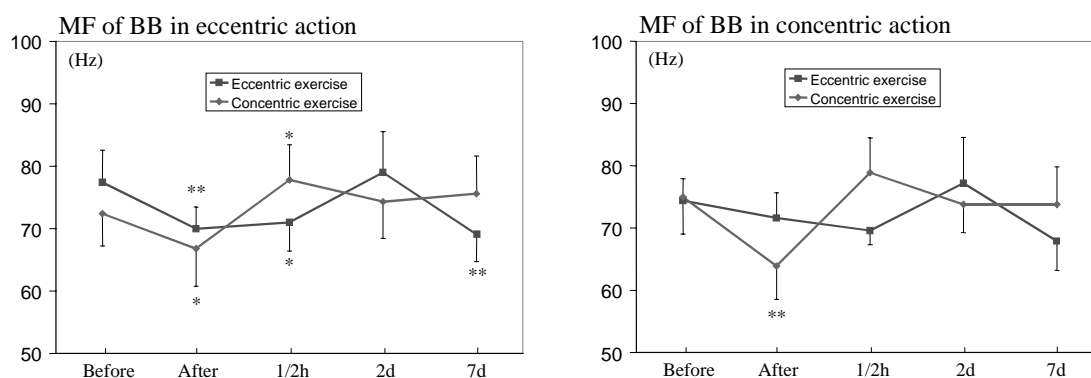 MF of BB in eccentric action
100
(Hz)
Eccentric exercise
Concentric exercise
90
80
70
60
50
*
**
*
*
**
Before After 1/2h 2d 7d
MF of BB in concentric action
100
(Hz)
Eccentric exercise
Concentric exercise
90
80
70
60
50
**
Before After 1/2h 2d 7d